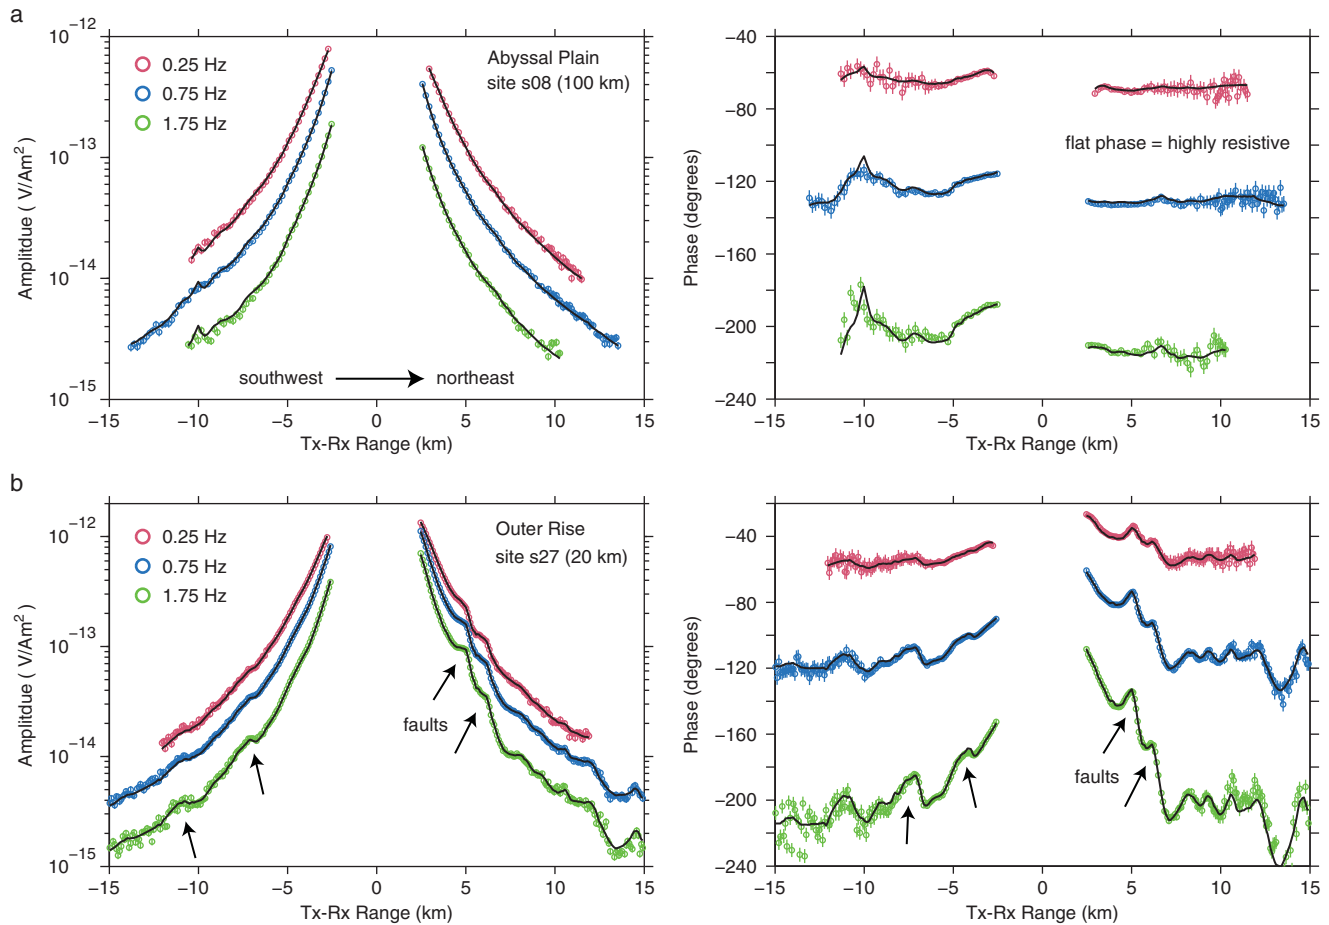 a
10−12
10−13
10−14
10−15
Amplitdue ( V/Am2 )
0.25 Hz
0.75 Hz
1.75 Hz
Abyssal Plain
site s08 (100 km)
southwest
northeast
−15 −10 −5 0 5 10 15
Tx-Rx Range (km)
−40
−80
−120
−160
−200
−240
Phase (degrees)
flat phase = highly resistive
−15 −10 −5 0 5 10 15
Tx-Rx Range (km)
b
10−12
10−13
10−14
10−15
Amplitdue ( V/Am2 )
0.25 Hz
0.75 Hz
1.75 Hz
Outer Rise
site s27 (20 km)
faults
−15 −10 −5 0 5 10 15
Tx-Rx Range (km)
−40
−80
−120
−160
−200
−240
Phase (degrees)
faults
−15 −10 −5 0 5 10 15
Tx-Rx Range (km)